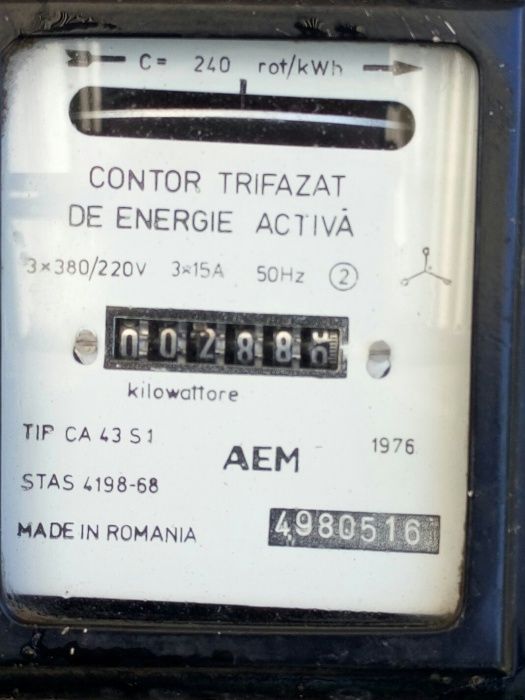 C = 240 rot/kWh
CONTOR TRIFAZAT
DE ENERGIE ACTIVĂ
3×380/220V 3×15A 50Hz 2
00288
kilowattore
TIP CA 43 S1
AEM
1976
STAS 4198-68
MADE IN ROMANIA
4980516